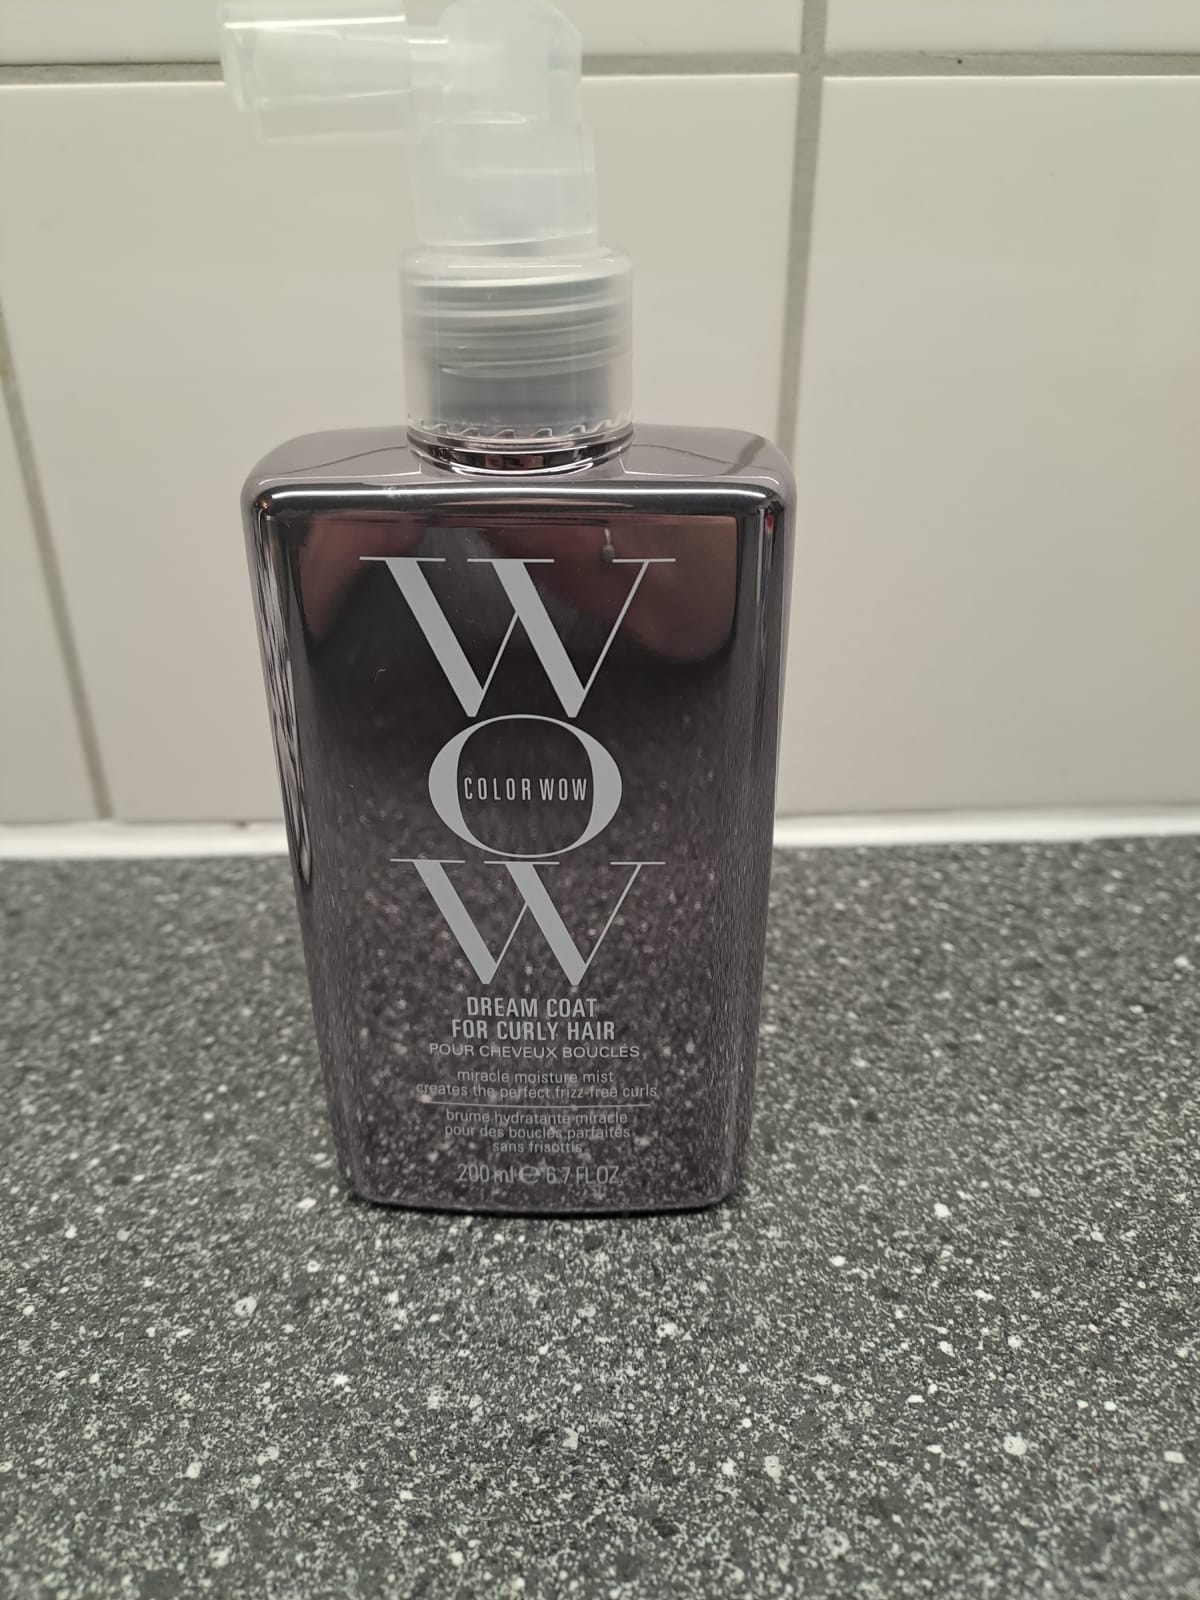 WOW
COLOR WOW
DREAM COAT
FOR CURLY HAIR
POUR CHEVEUX BOUCLÉS
miracle moisture mist
creates the perfect frizz-free curls
brume hydratante miracle
pour des boucles parfaites
sans frisottis
200 ml ℮ 6.7 FL OZ